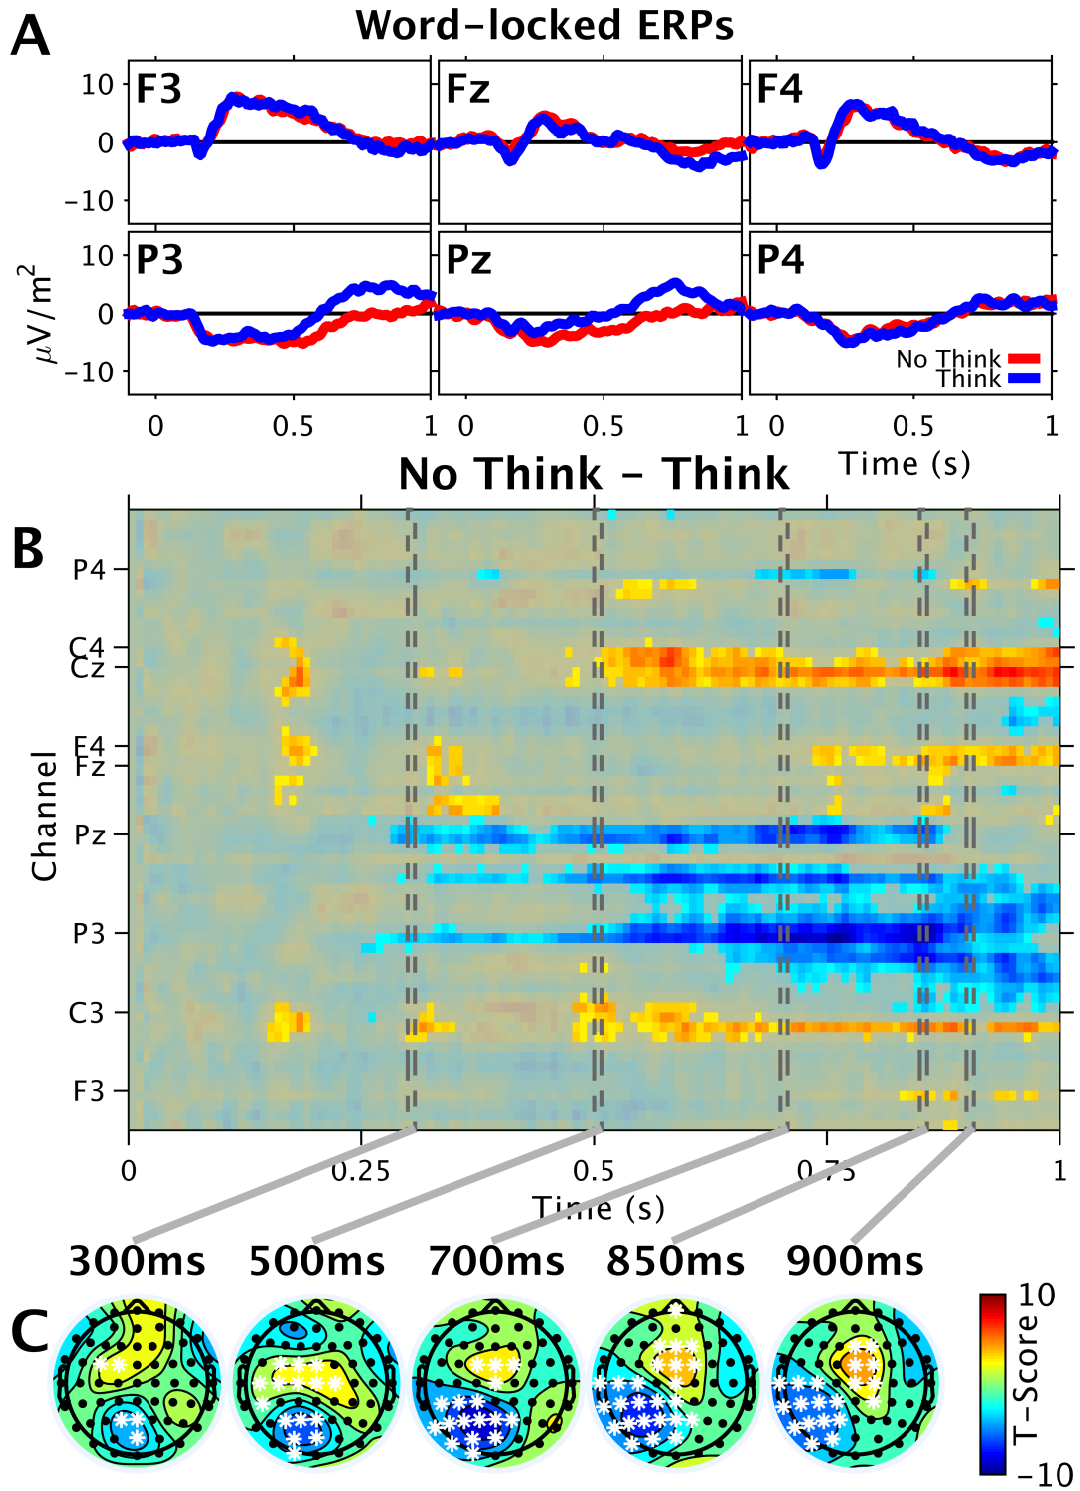 A
Word–locked ERPs
F3
Fz
F4
10
0
−10
P3
Pz
P4
10
0
−10
μV/m²
No Think
Think
0 0.5 1 0 0.5 1 0 0.5 1
Time (s)
No Think – Think
B
P4
C4
Cz
F4
Fz
Pz
P3
C3
F3
Channel
0 0.25 0.5 0.75 1
Time (s)
300ms 500ms 700ms 850ms 900ms
C
10
T–Score
−10